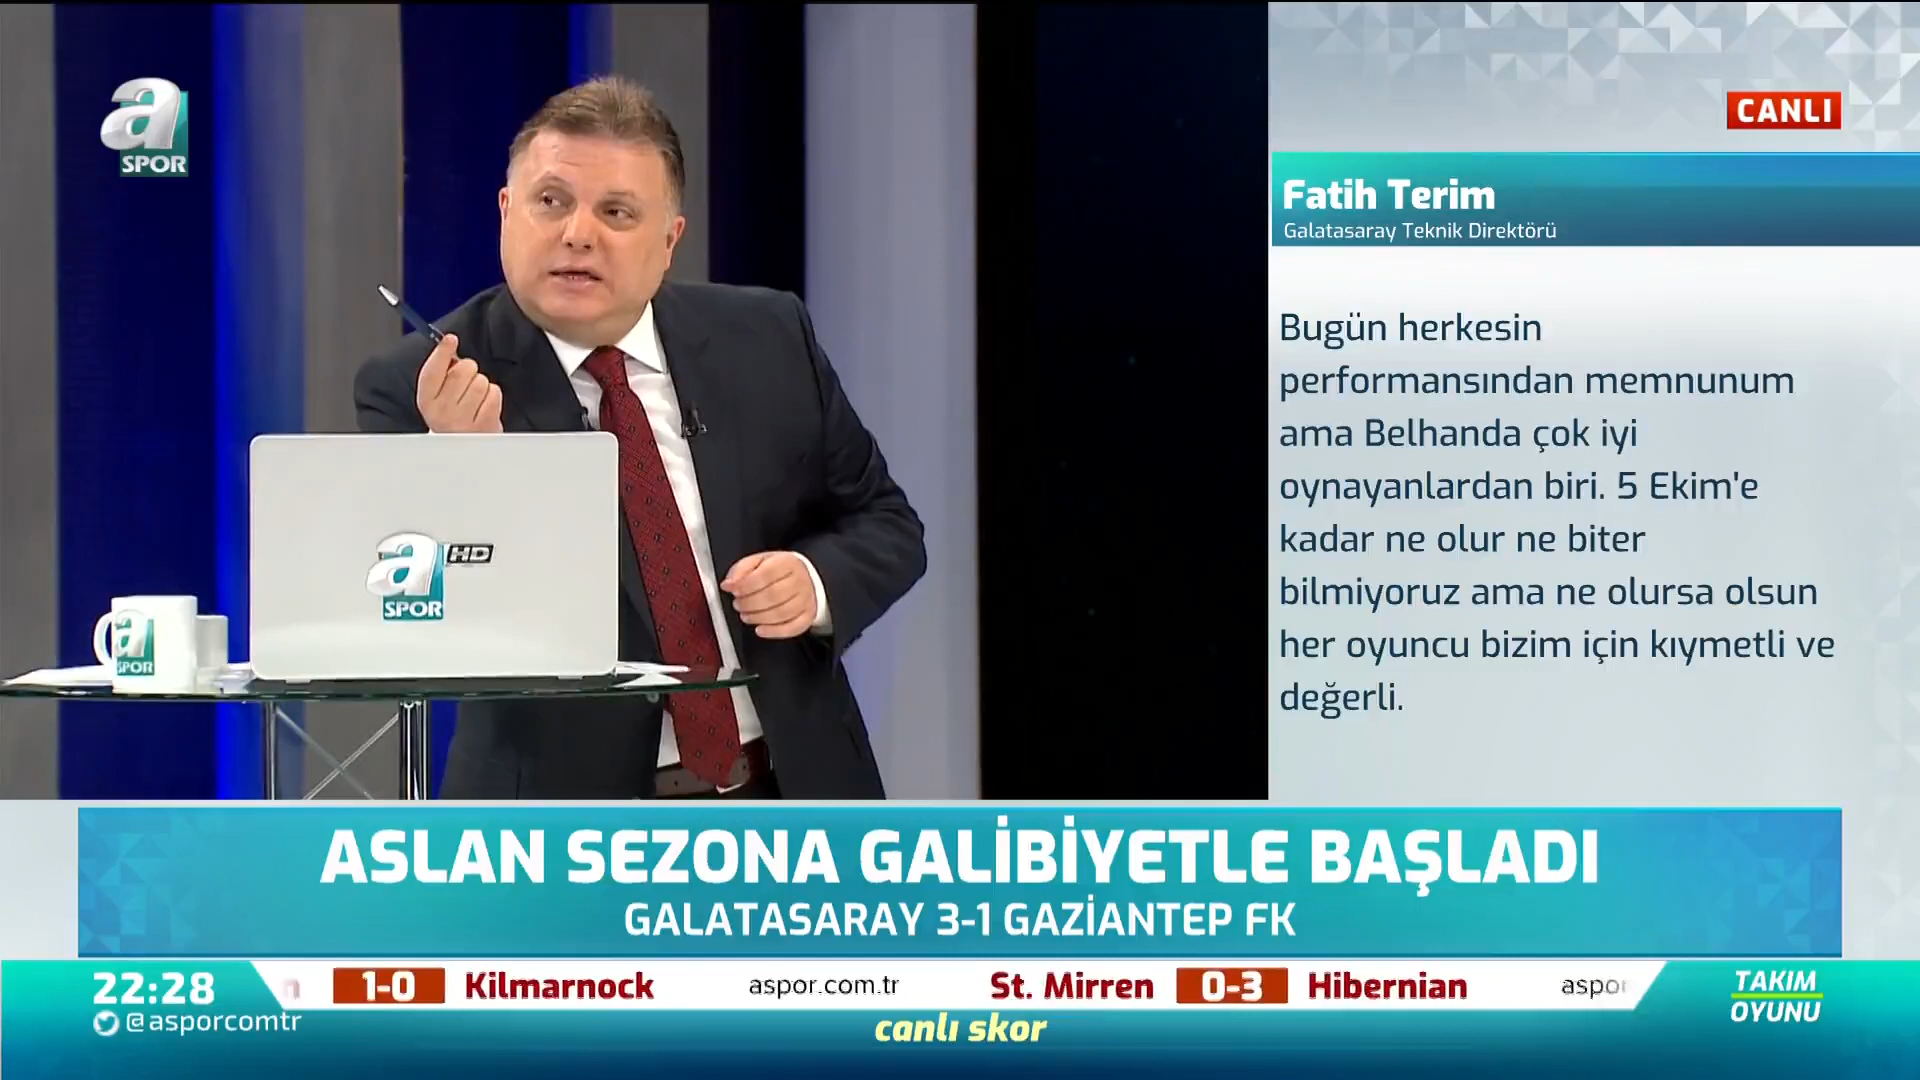 a
SPOR
CANLI
Fatih Terim
Galatasaray Teknik Direktörü
Bugün herkesin
performansından memnunum
ama Belhanda çok iyi
oynayanlardan biri. 5 Ekim'e
kadar ne olur ne biter
bilmiyoruz ama ne olursa olsun
her oyuncu bizim için kıymetli ve
değerli.
a HD
SPOR
a
SPOR
ASLAN SEZONA GALİBİYETLE BAŞLADI
GALATASARAY 3-1 GAZİANTEP FK
22:28
n 1-0 Kilmarnock aspor.com.tr St. Mirren 0-3 Hibernian aspor
@asporcomtr
canlı skor
TAKIM
OYUNU